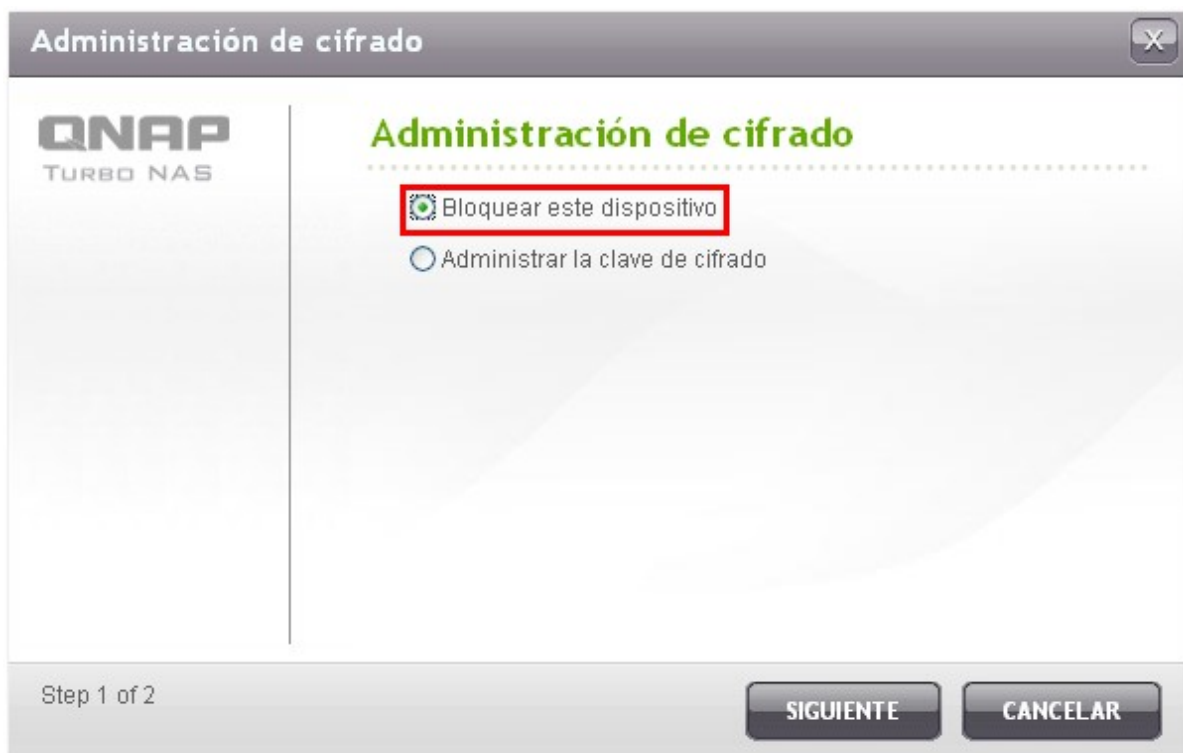 Administración de cifrado
X
QNAP
TURBO NAS
Administración de cifrado
Bloquear este dispositivo
Administrar la clave de cifrado
Step 1 of 2
SIGUIENTE
CANCELAR